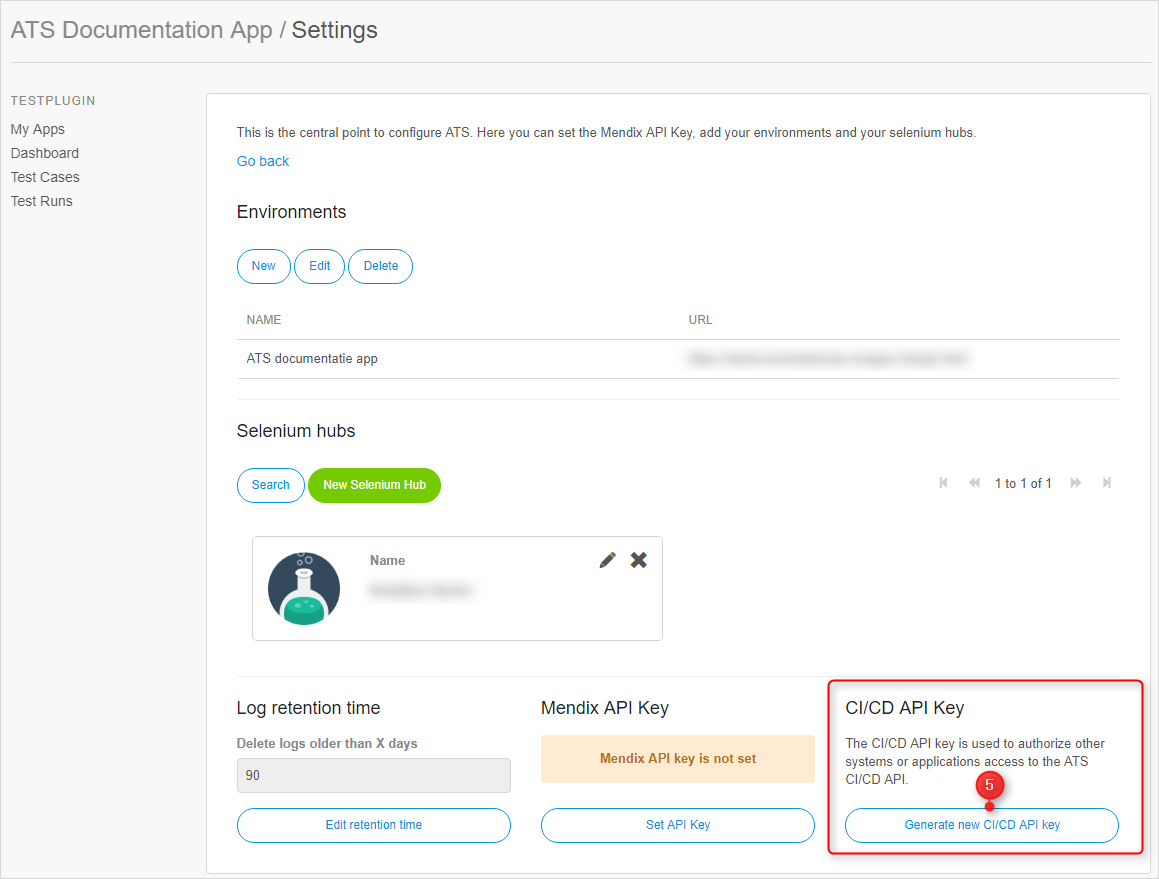 ATS Documentation App / Settings
TESTPLUGIN
My Apps
Dashboard
Test Cases
Test Runs
This is the central point to configure ATS. Here you can set the Mendix API Key, add your environments and your selenium hubs.
Go back
Environments
New Edit Delete
NAME URL
ATS documentatie app
Selenium hubs
Search New Selenium Hub 1 to 1 of 1
Name
Log retention time
Delete logs older than X days
90
Edit retention time
Mendix API Key
Mendix API key is not set
Set API Key
CI/CD API Key
The CI/CD API key is used to authorize other
systems or applications access to the ATS
CI/CD API.
5
Generate new CI/CD API key